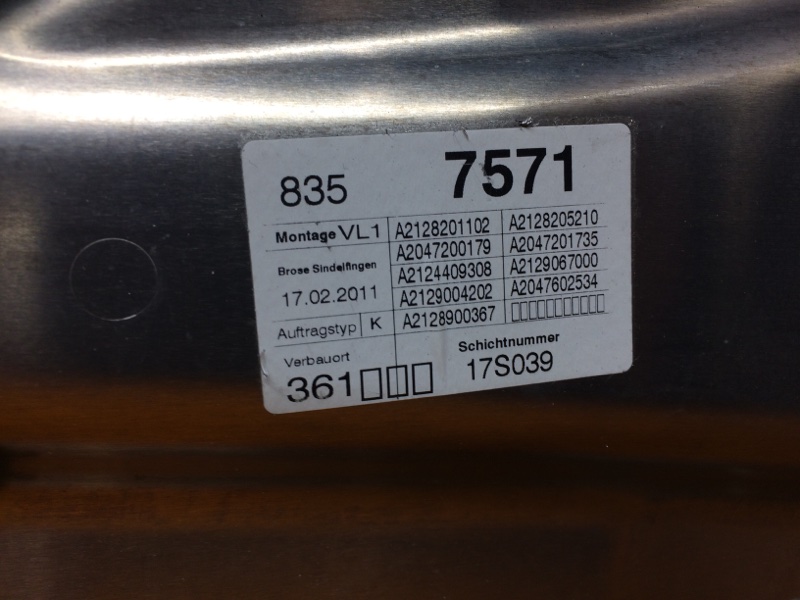 835 7571
Montage VL1 A2128201102 A2128205210
A2047200179 A2047201735
Brose Sindelfingen A2124409308 A2129067000
17.02.2011 A2129004202 A2047602534
Auftragstyp K A2128900367 □□□□□□□□□□□
Verbauort Schichtnummer
361□□□ 17S039